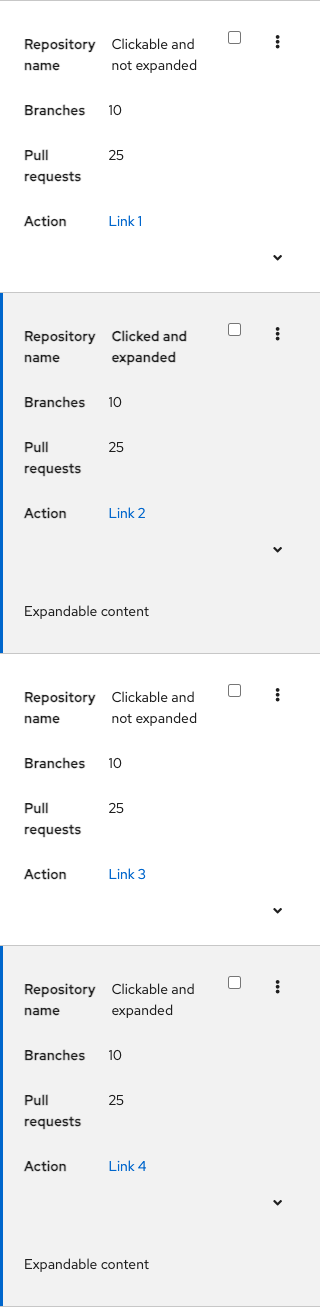 Repository name Clickable and not expanded
Branches 10
Pull requests 25
Action Link 1
Repository name Clicked and expanded
Branches 10
Pull requests 25
Action Link 2
Expandable content
Repository name Clickable and not expanded
Branches 10
Pull requests 25
Action Link 3
Repository name Clickable and expanded
Branches 10
Pull requests 25
Action Link 4
Expandable content